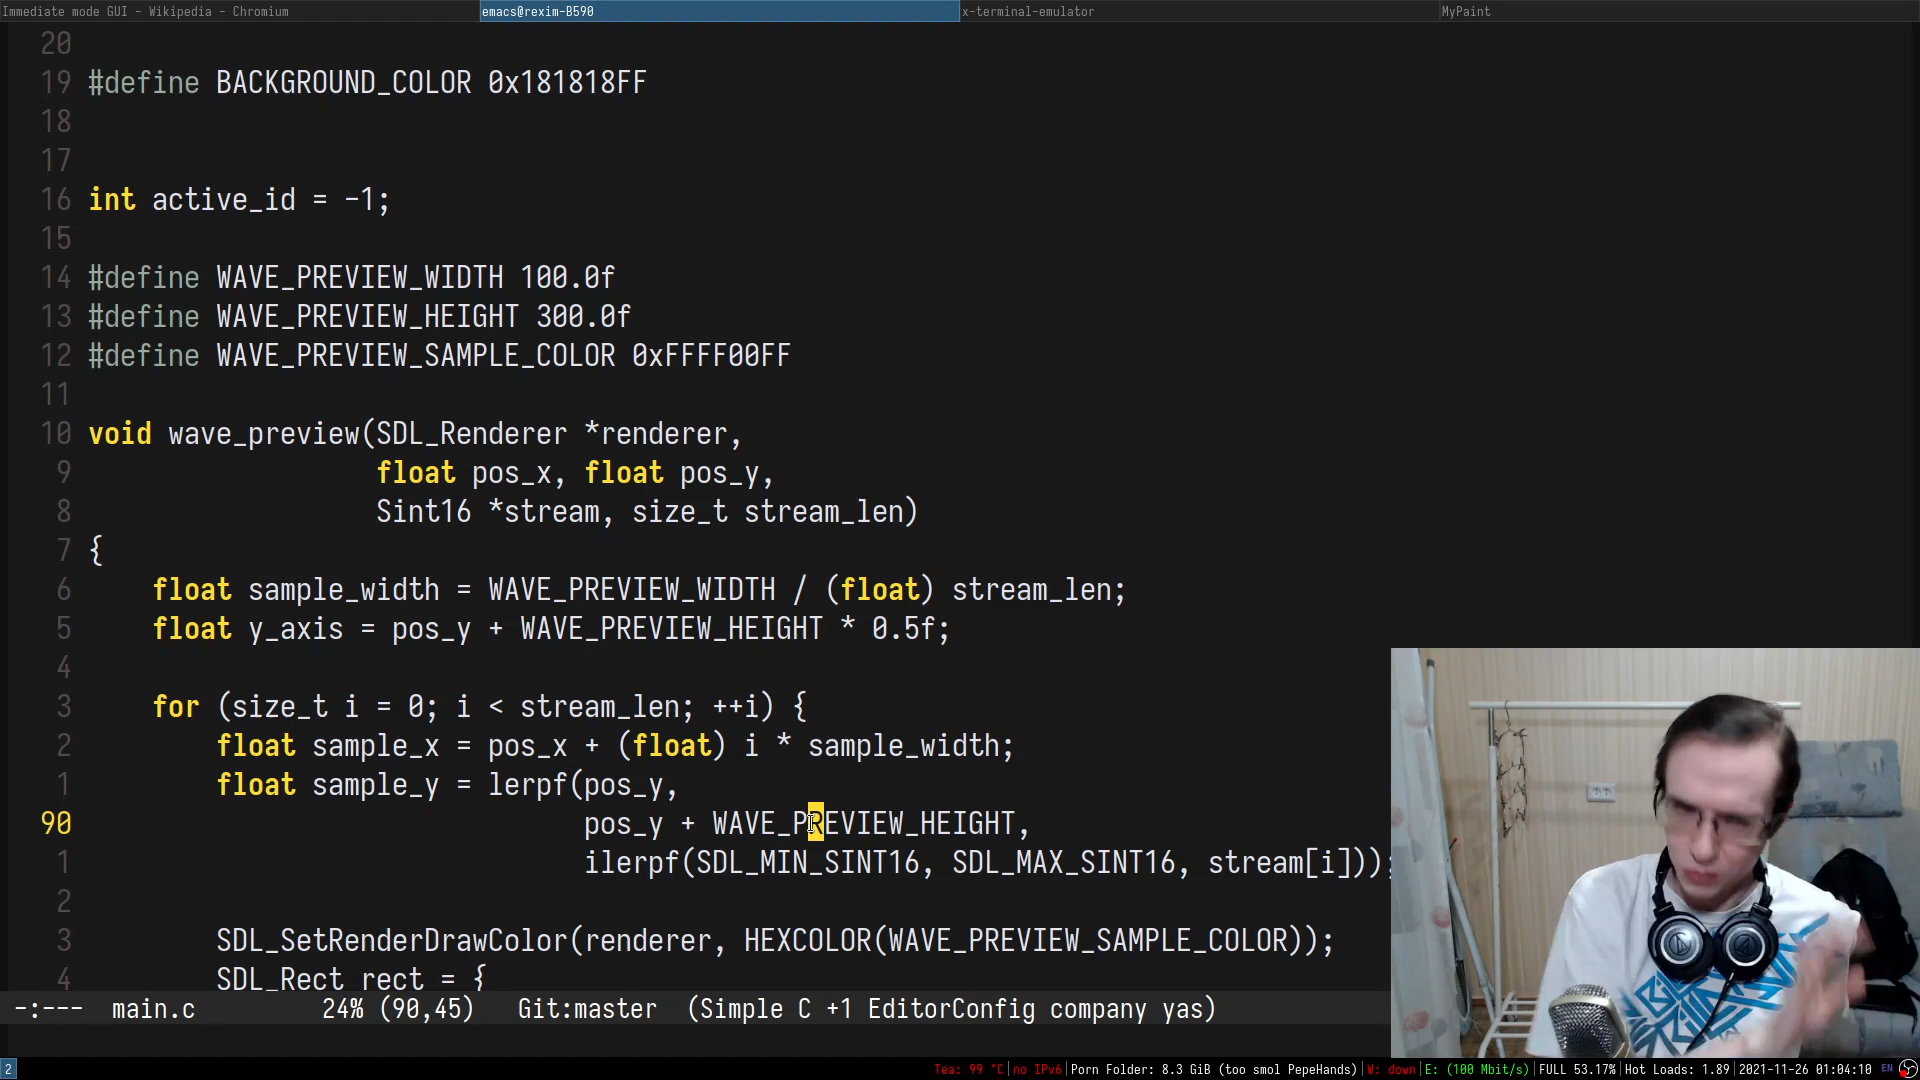 Immediate mode GUI - Wikipedia - Chromium emacs@rexim-B590 x-terminal-emulator MyPaint
20
19 #define BACKGROUND_COLOR 0x181818FF
18
17
16 int active_id = -1;
15
14 #define WAVE_PREVIEW_WIDTH 100.0f
13 #define WAVE_PREVIEW_HEIGHT 300.0f
12 #define WAVE_PREVIEW_SAMPLE_COLOR 0xFFFF00FF
11
10 void wave_preview(SDL_Renderer *renderer,
9 float pos_x, float pos_y,
8 Sint16 *stream, size_t stream_len)
7 {
6 float sample_width = WAVE_PREVIEW_WIDTH / (float) stream_len;
5 float y_axis = pos_y + WAVE_PREVIEW_HEIGHT * 0.5f;
4
3 for (size_t i = 0; i < stream_len; ++i) {
2 float sample_x = pos_x + (float) i * sample_width;
1 float sample_y = lerpf(pos_y,
90 pos_y + WAVE_PREVIEW_HEIGHT,
1 ilerpf(SDL_MIN_SINT16, SDL_MAX_SINT16, stream[i]));
2
3 SDL_SetRenderDrawColor(renderer, HEXCOLOR(WAVE_PREVIEW_SAMPLE_COLOR));
4 SDL_Rect rect = {
-:--- main.c 24% (90,45) Git:master (Simple C +1 EditorConfig company yas)
2 Tea: 99 °C|no IPv6|Porn Folder: 8.3 GiB (too smol PepeHands)|W: down|E: (100 Mbit/s)|FULL 53.17%|Hot Loads: 1.89|2021-11-26 01:04:10 EN